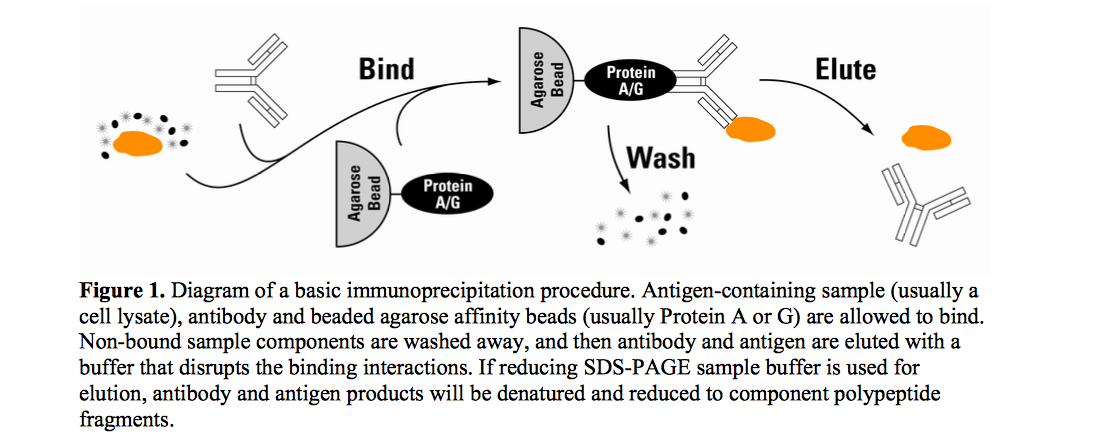 Bind
Agarose
Bead
Protein
A/G
Elute
Wash
Agarose
Bead
Protein
A/G
Figure 1. Diagram of a basic immunoprecipitation procedure. Antigen-containing sample (usually a
cell lysate), antibody and beaded agarose affinity beads (usually Protein A or G) are allowed to bind.
Non-bound sample components are washed away, and then antibody and antigen are eluted with a
buffer that disrupts the binding interactions. If reducing SDS-PAGE sample buffer is used for
elution, antibody and antigen products will be denatured and reduced to component polypeptide
fragments.